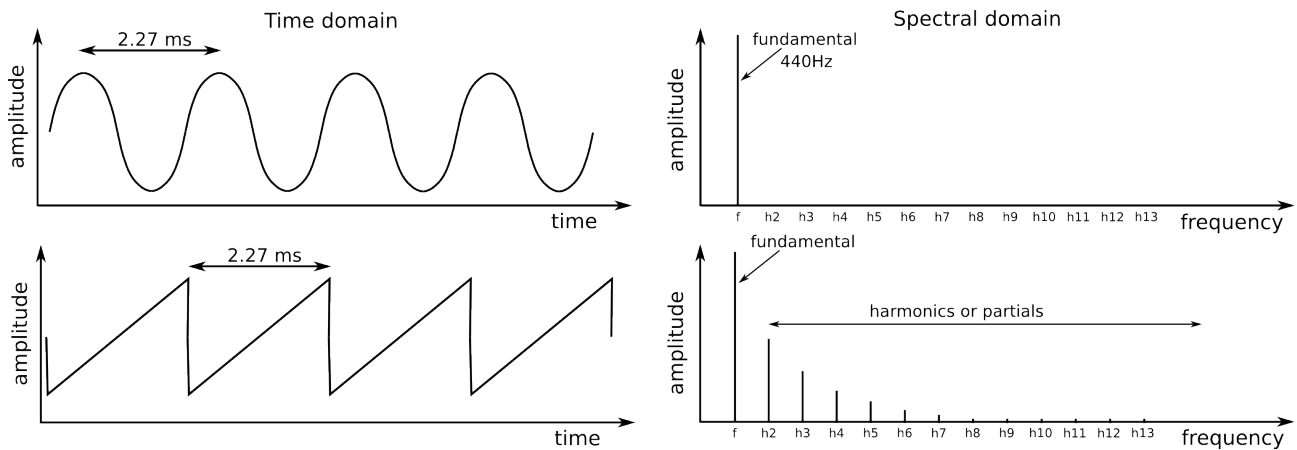 Time domain
2.27 ms
amplitude
time
Spectral domain
fundamental
440Hz
amplitude
f h2 h3 h4 h5 h6 h7 h8 h9 h10 h11 h12 h13
frequency
2.27 ms
amplitude
time
fundamental
harmonics or partials
amplitude
f h2 h3 h4 h5 h6 h7 h8 h9 h10 h11 h12 h13
frequency